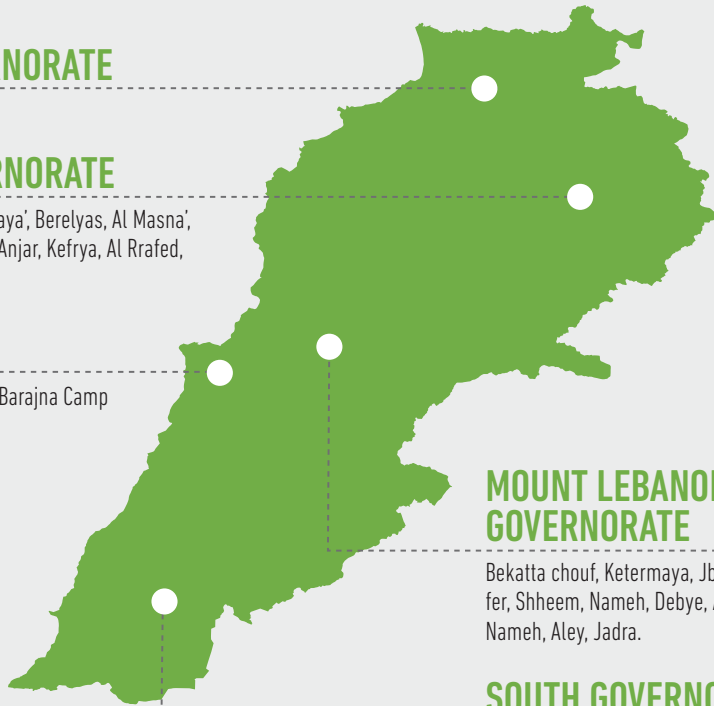 NORATE
RNORATE
aya’, Berelyas, Al Masna’,
Anjar, Kefrya, Al Rrafed,
Barajna Camp
MOUNT LEBANON
GOVERNORATE
Bekatta chouf, Ketermaya, Jb
fer, Shheem, Nameh, Debye,
Nameh, Aley, Jadra.
SOUTH GOVERNO